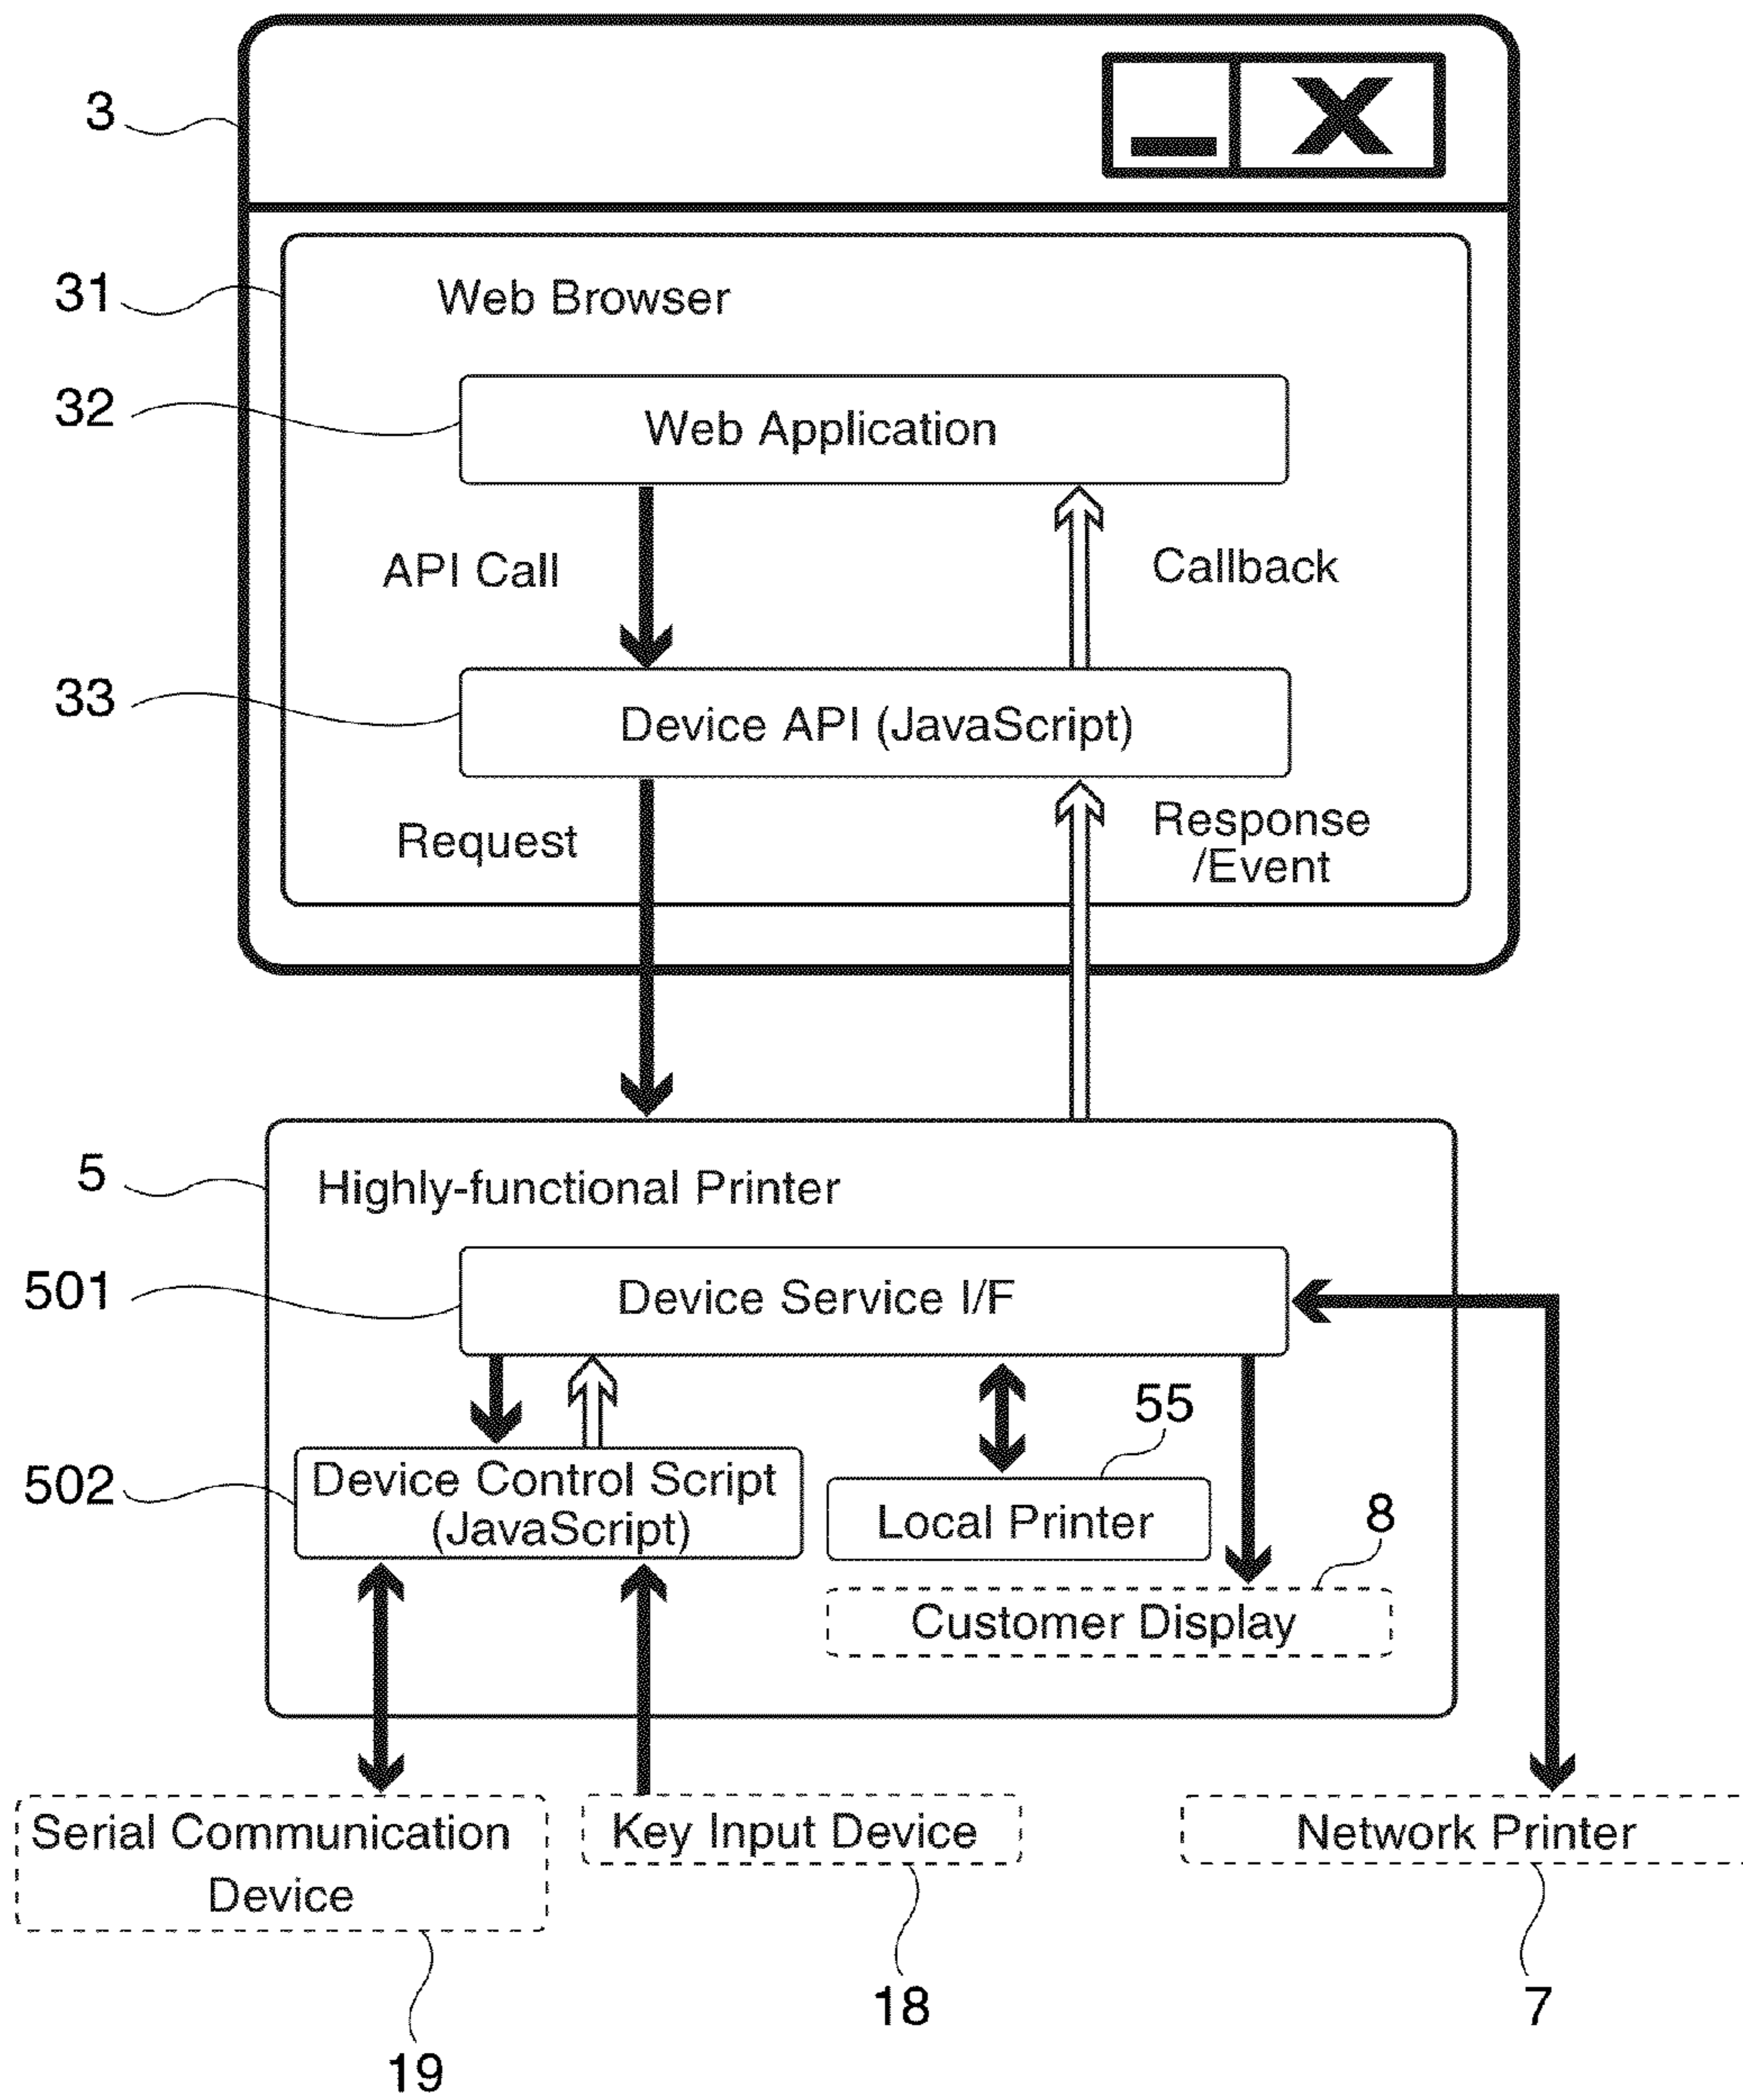 3
X
31
Web Browser
32
Web Application
API Call
Callback
33
Device API (JavaScript)
Request
Response
/Event
5
Highly-functional Printer
501
Device Service I/F
55
502
Device Control Script
(JavaScript)
Local Printer
8
Customer Display
Serial Communication
Device
Key Input Device
Network Printer
19
18
7